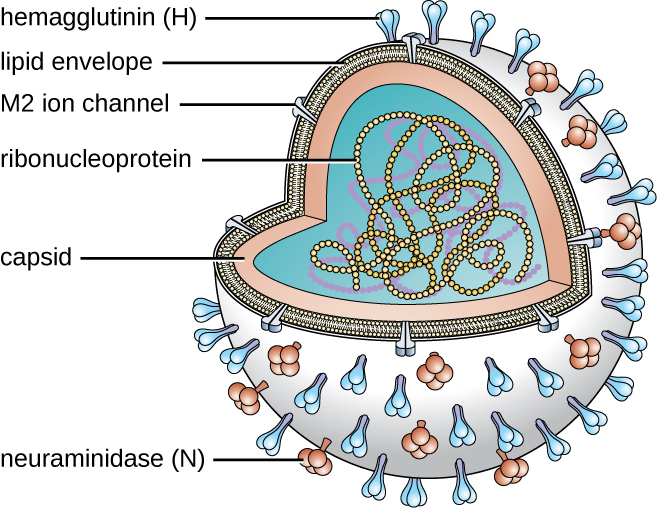 hemagglutinin (H)
lipid envelope
M2 ion channel
ribonucleoprotein
capsid
neuraminidase (N)